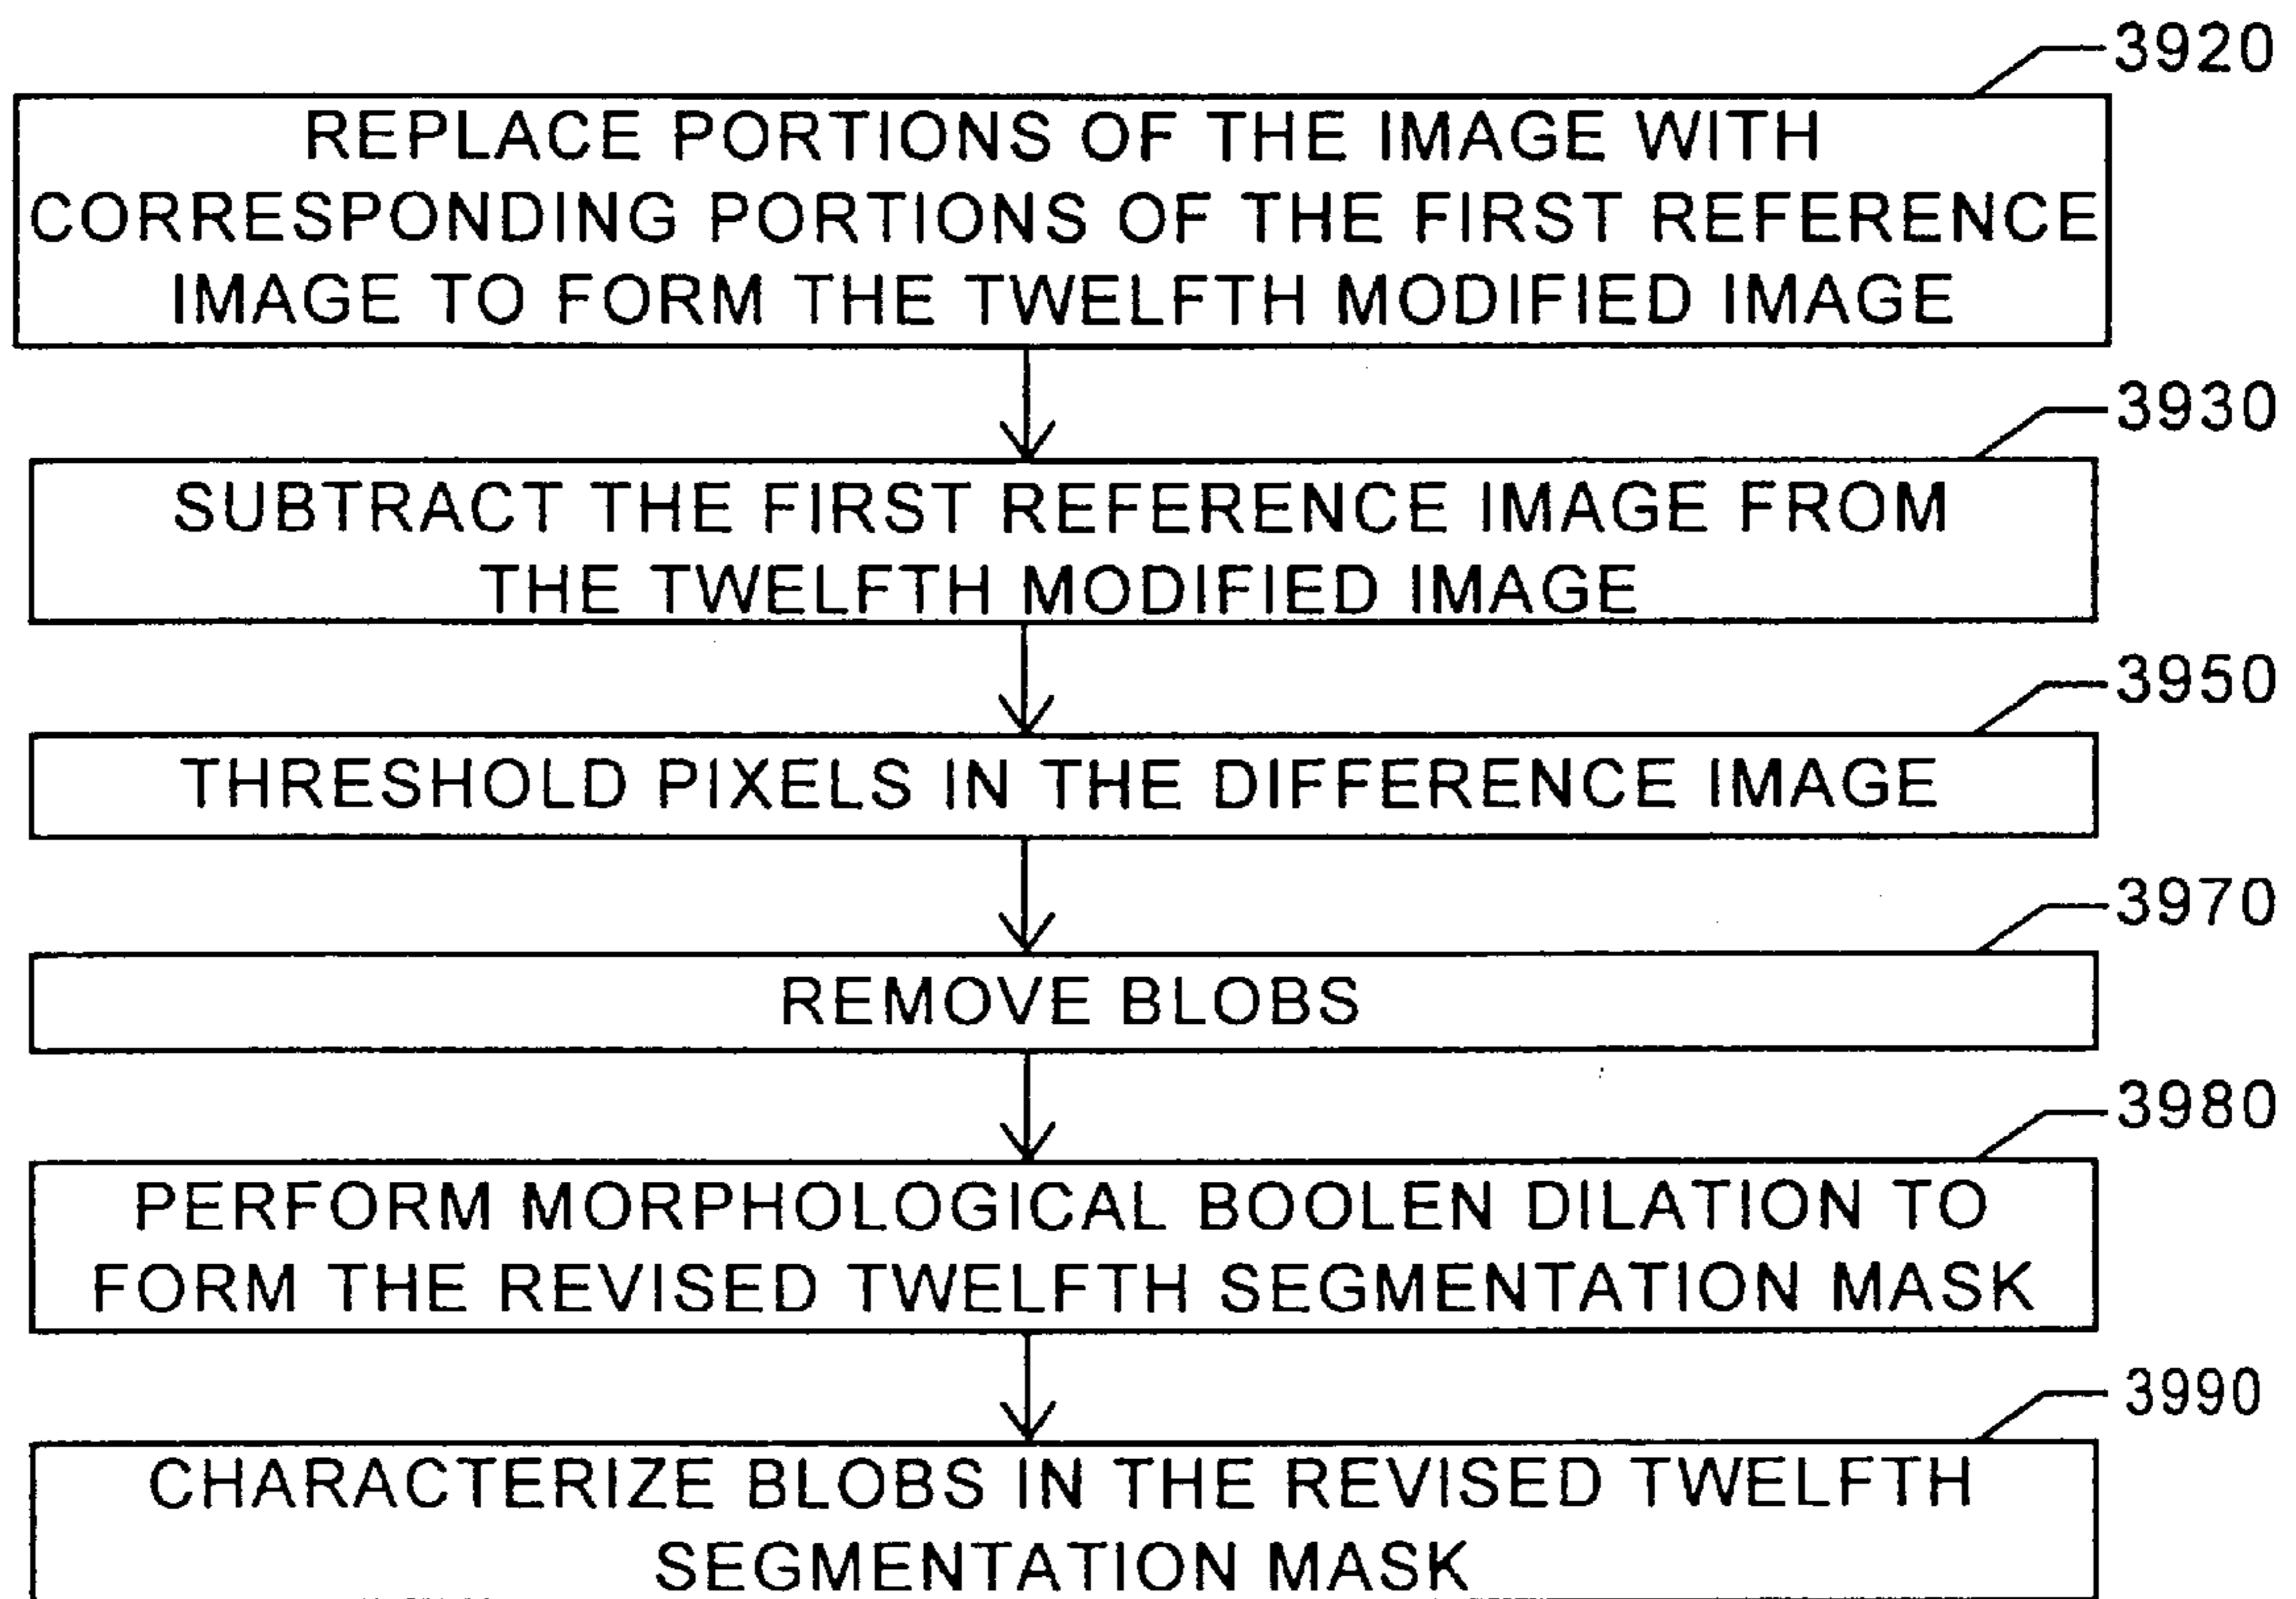 3920
REPLACE PORTIONS OF THE IMAGE WITH
CORRESPONDING PORTIONS OF THE FIRST REFERENCE
IMAGE TO FORM THE TWELFTH MODIFIED IMAGE
3930
SUBTRACT THE FIRST REFERENCE IMAGE FROM
THE TWELFTH MODIFIED IMAGE
3950
THRESHOLD PIXELS IN THE DIFFERENCE IMAGE
3970
REMOVE BLOBS
3980
PERFORM MORPHOLOGICAL BOOLEN DILATION TO
FORM THE REVISED TWELFTH SEGMENTATION MASK
3990
CHARACTERIZE BLOBS IN THE REVISED TWELFTH
SEGMENTATION MASK